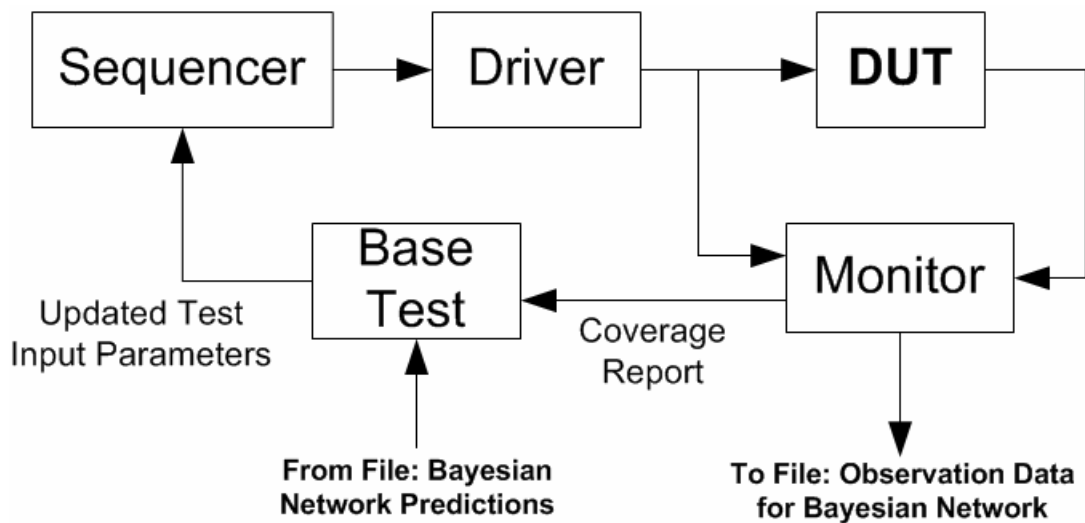 Sequencer
Driver
DUT
Base
Test
Monitor
Updated Test
Input Parameters
Coverage
Report
From File: Bayesian
Network Predictions
To File: Observation Data
for Bayesian Network